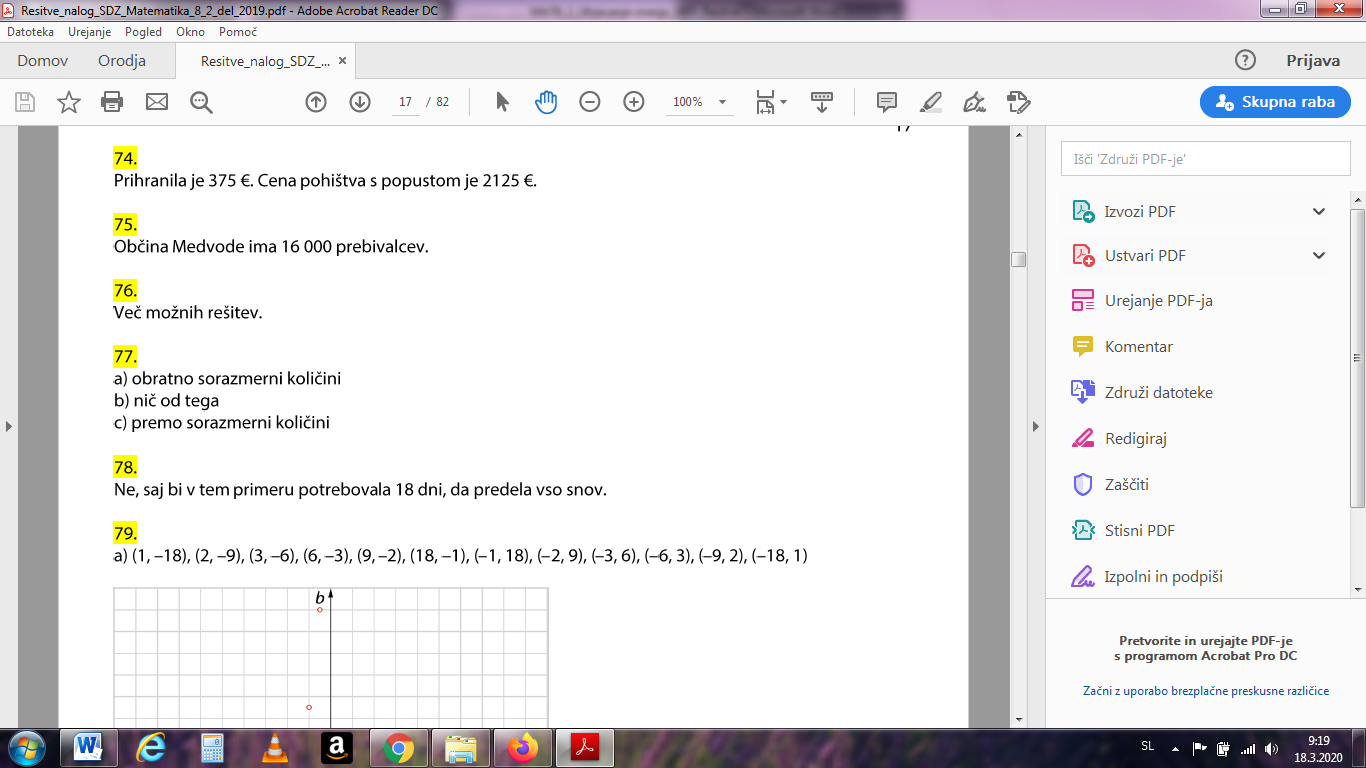 Resitve_nalog_SDZ_Matematika_8_2_del_2019.pdf - Adobe Acrobat Reader DC
Datoteka Urejanje Pogled Okno Pomoč
Domov Orodja Resitve_nalog_SDZ_... × Prijava
17 / 82 100% Skupna raba
74.
Prihranila je 375 €. Cena pohištva s popustom je 2125 €.
75.
Občina Medvode ima 16 000 prebivalcev.
76.
Več možnih rešitev.
77.
a) obratno sorazmerni količini
b) nič od tega
c) premo sorazmerni količini
78.
Ne, saj bi v tem primeru potrebovala 18 dni, da predela vso snov.
79.
a) (1, –18), (2, –9), (3, –6), (6, –3), (9, –2), (18, –1), (–1, 18), (–2, 9), (–3, 6), (–6, 3), (–9, 2), (–18, 1)
b
Išči 'Združi PDF-je'
Izvozi PDF
Ustvari PDF
Urejanje PDF-ja
Komentar
Združi datoteke
Redigiraj
Zaščiti
Stisni PDF
Izpolni in podpiši
Pretvorite in urejajte PDF-je
s programom Acrobat Pro DC
Začni z uporabo brezplačne preskusne različice
SL 9:19
18.3.2020